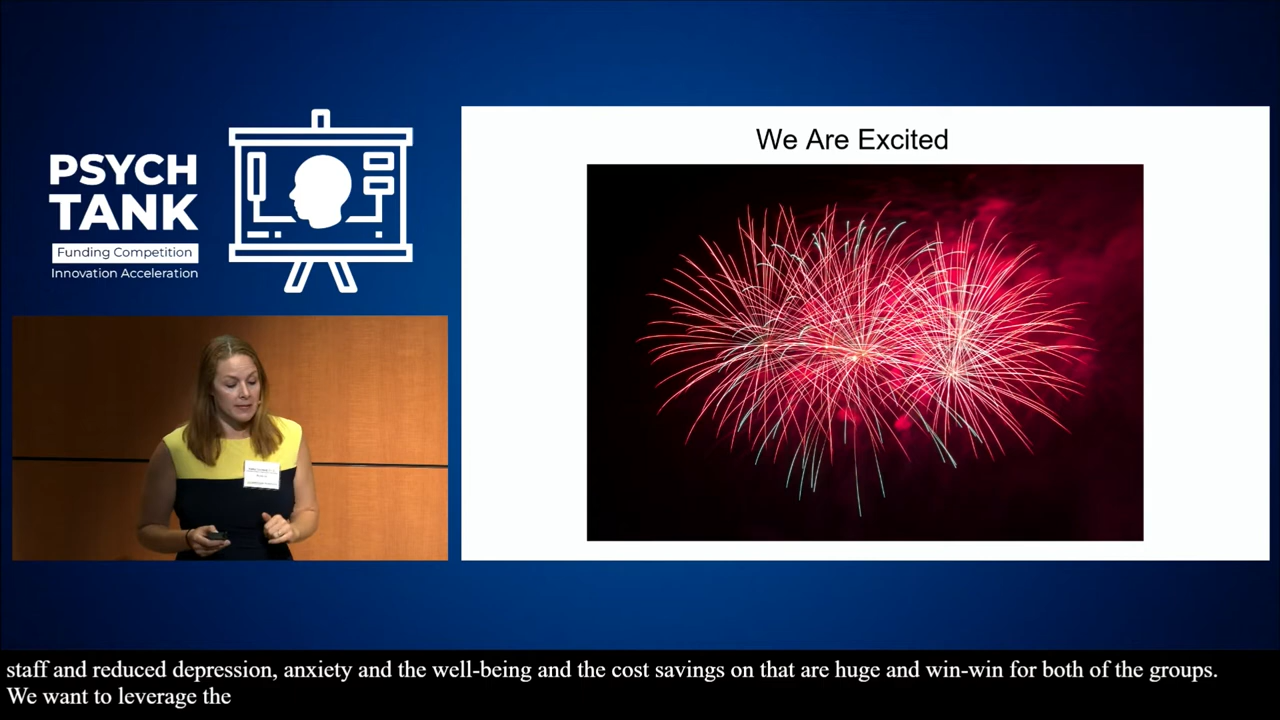 PSYCH
TANK
Funding Competition
Innovation Acceleration
We Are Excited
staff and reduced depression, anxiety and the well-being and the cost savings on that are huge and win-win for both of the groups.
We want to leverage the